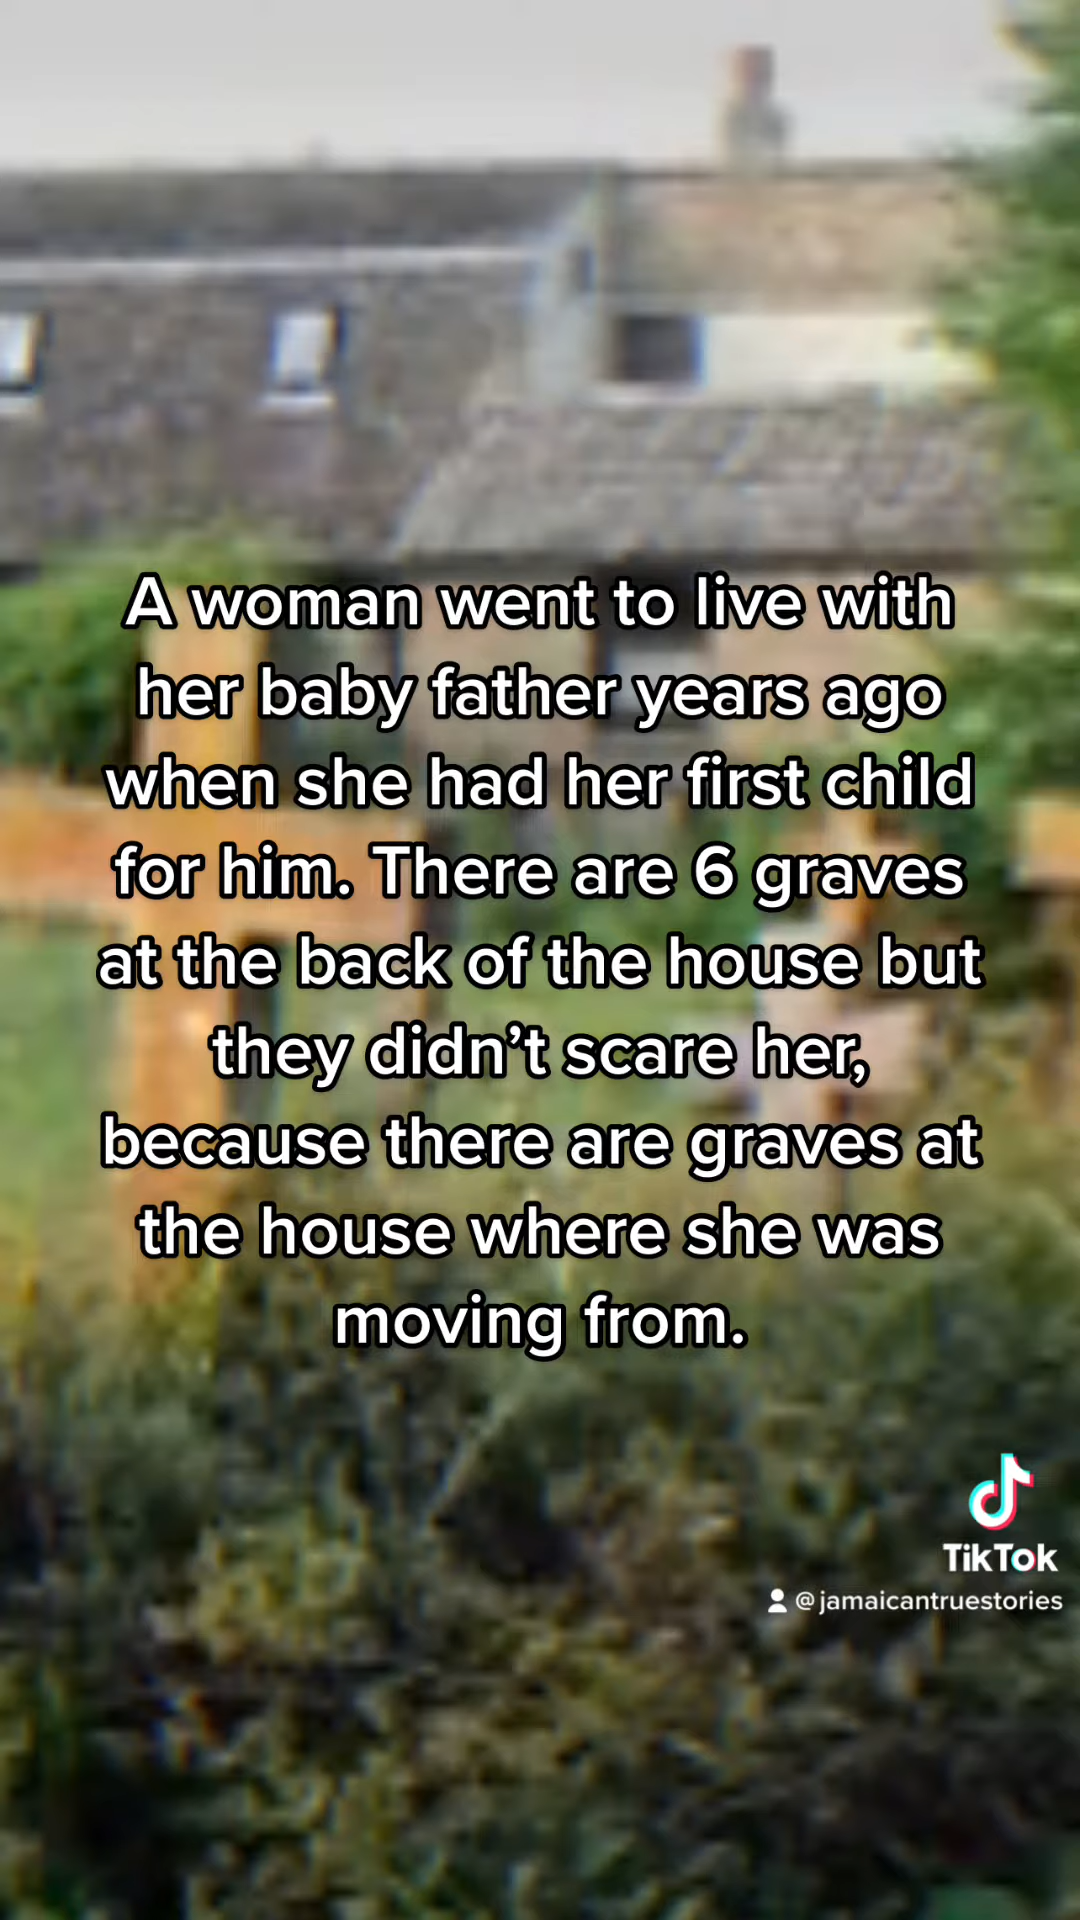 A woman went to live with
her baby father years ago
when she had her first child
for him. There are 6 graves
at the back of the house but
they didn’t scare her,
because there are graves at
the house where she was
moving from.
TikTok
@jamaicantruestories